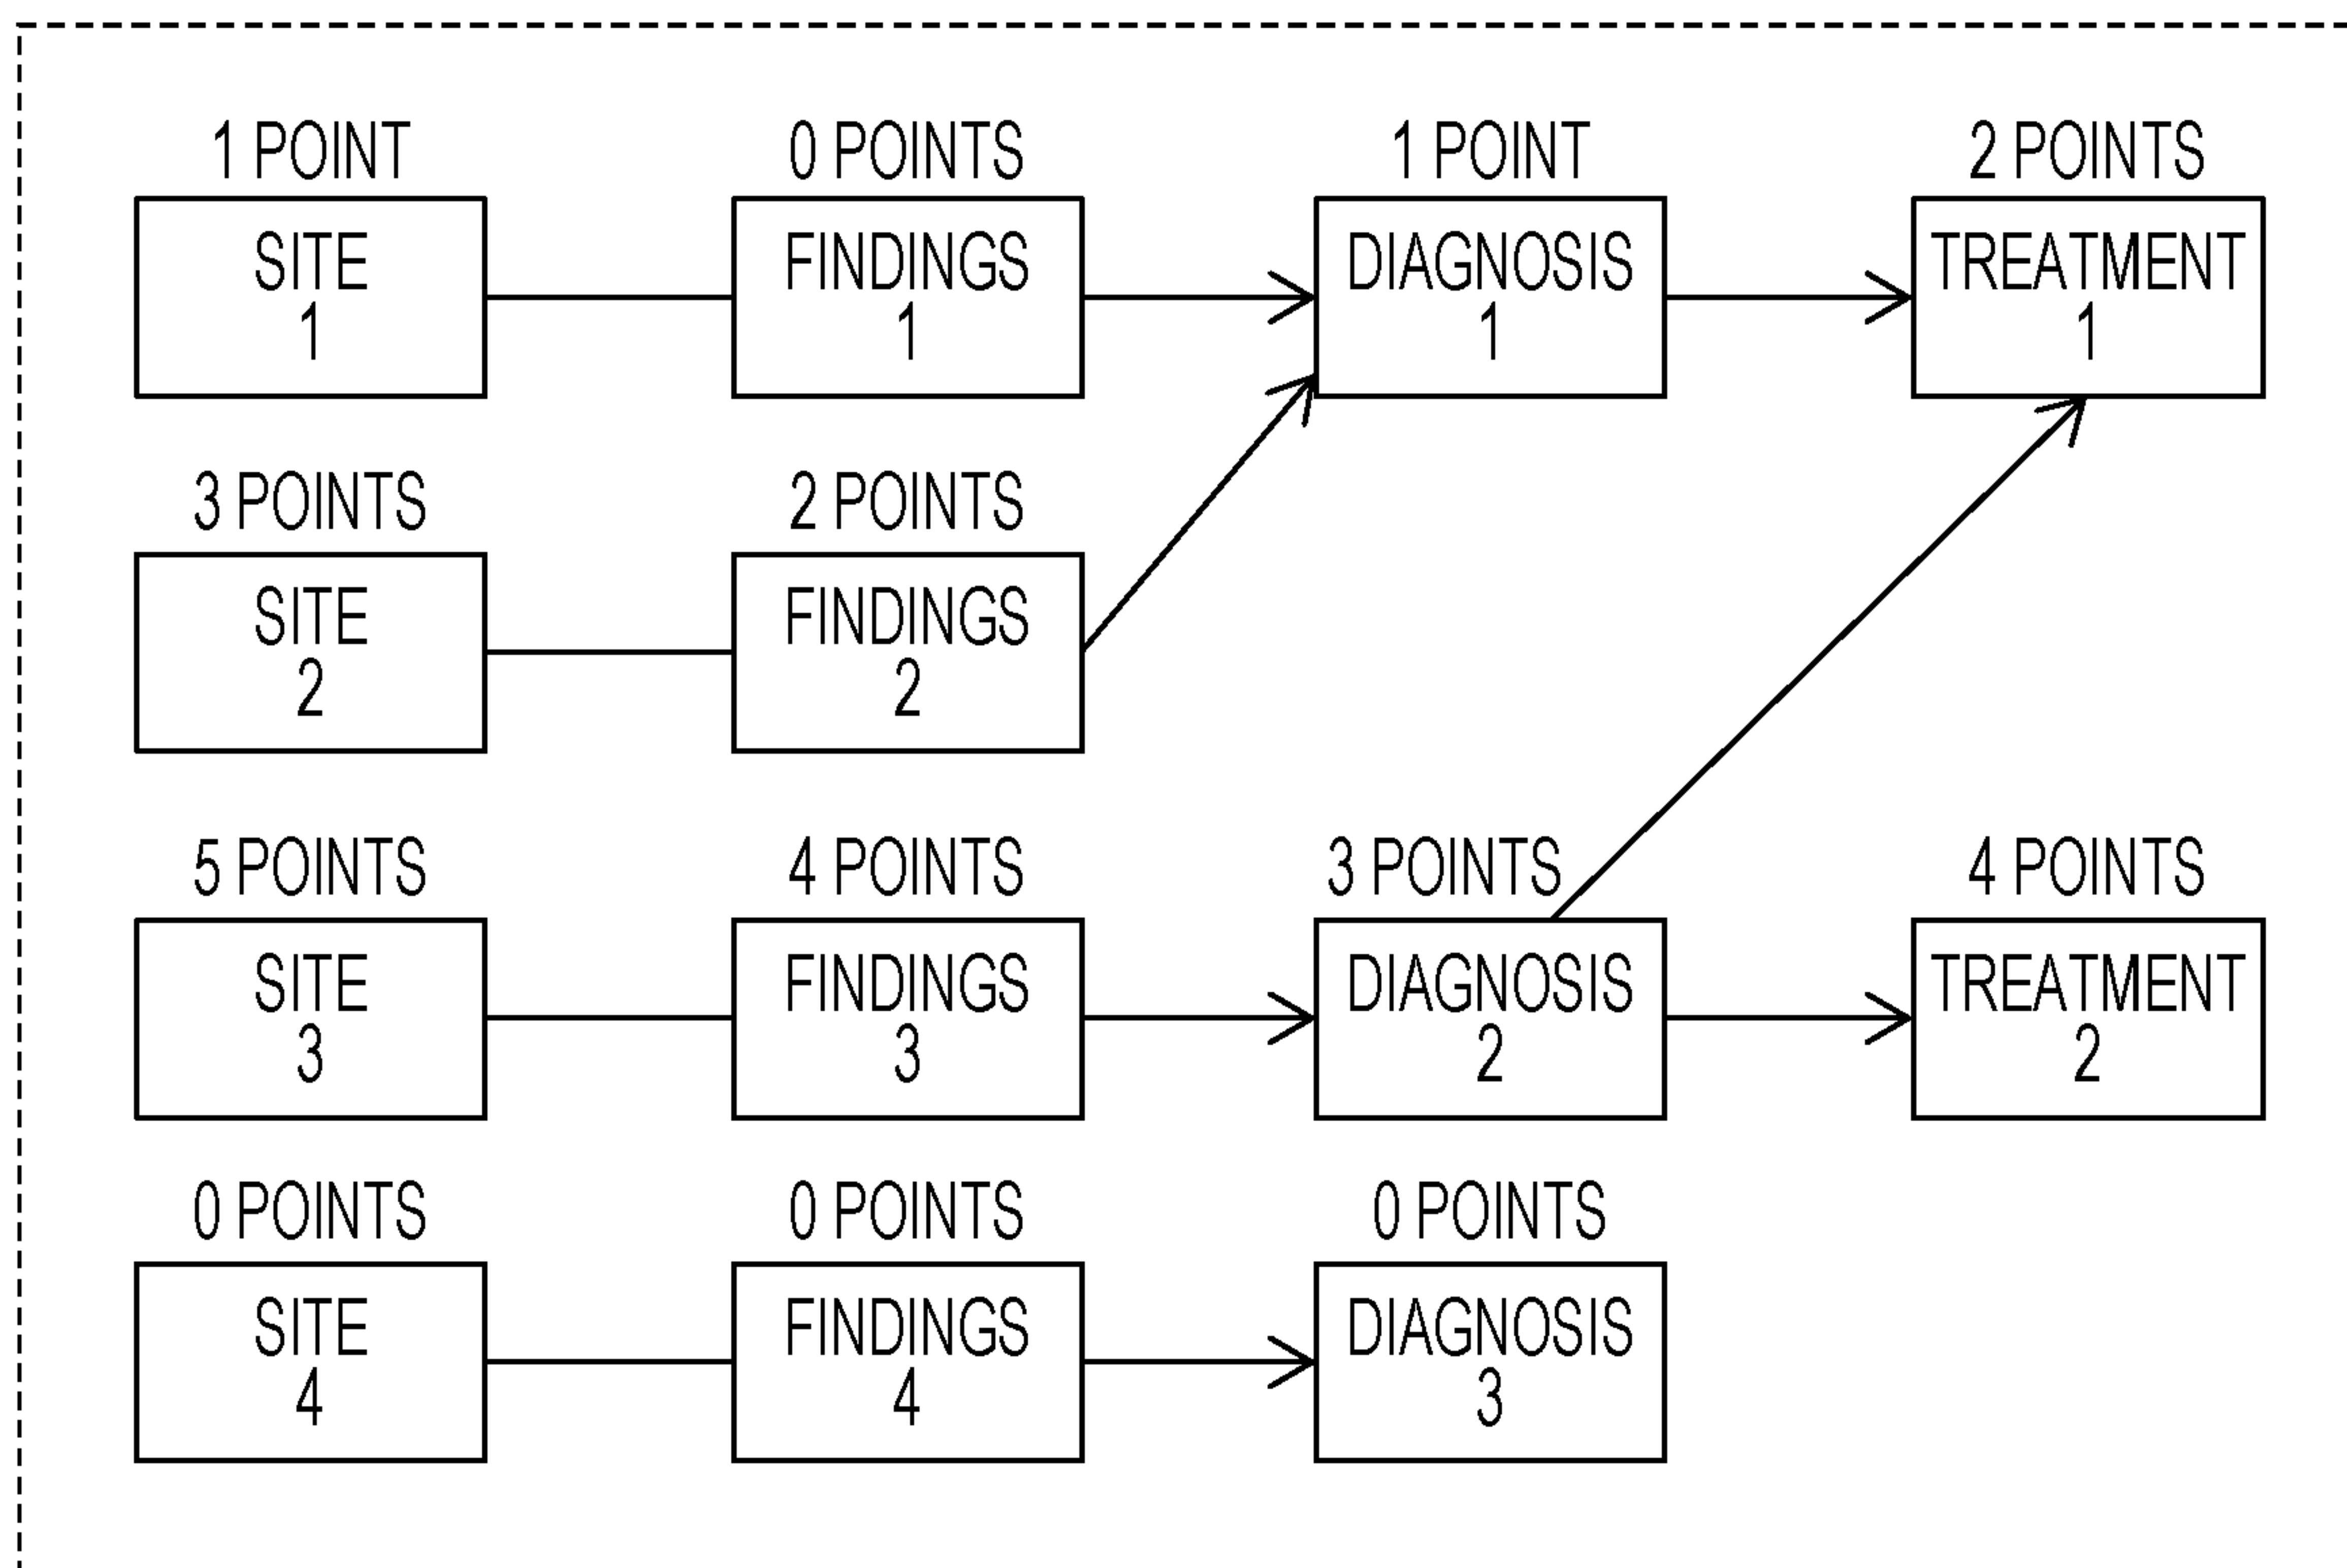 1 POINT
0 POINTS
1 POINT
2 POINTS
SITE
1
FINDINGS
1
DIAGNOSIS
1
TREATMENT
1
3 POINTS
2 POINTS
SITE
2
FINDINGS
2
5 POINTS
4 POINTS
3 POINTS
4 POINTS
SITE
3
FINDINGS
3
DIAGNOSIS
2
TREATMENT
2
0 POINTS
0 POINTS
0 POINTS
SITE
4
FINDINGS
4
DIAGNOSIS
3